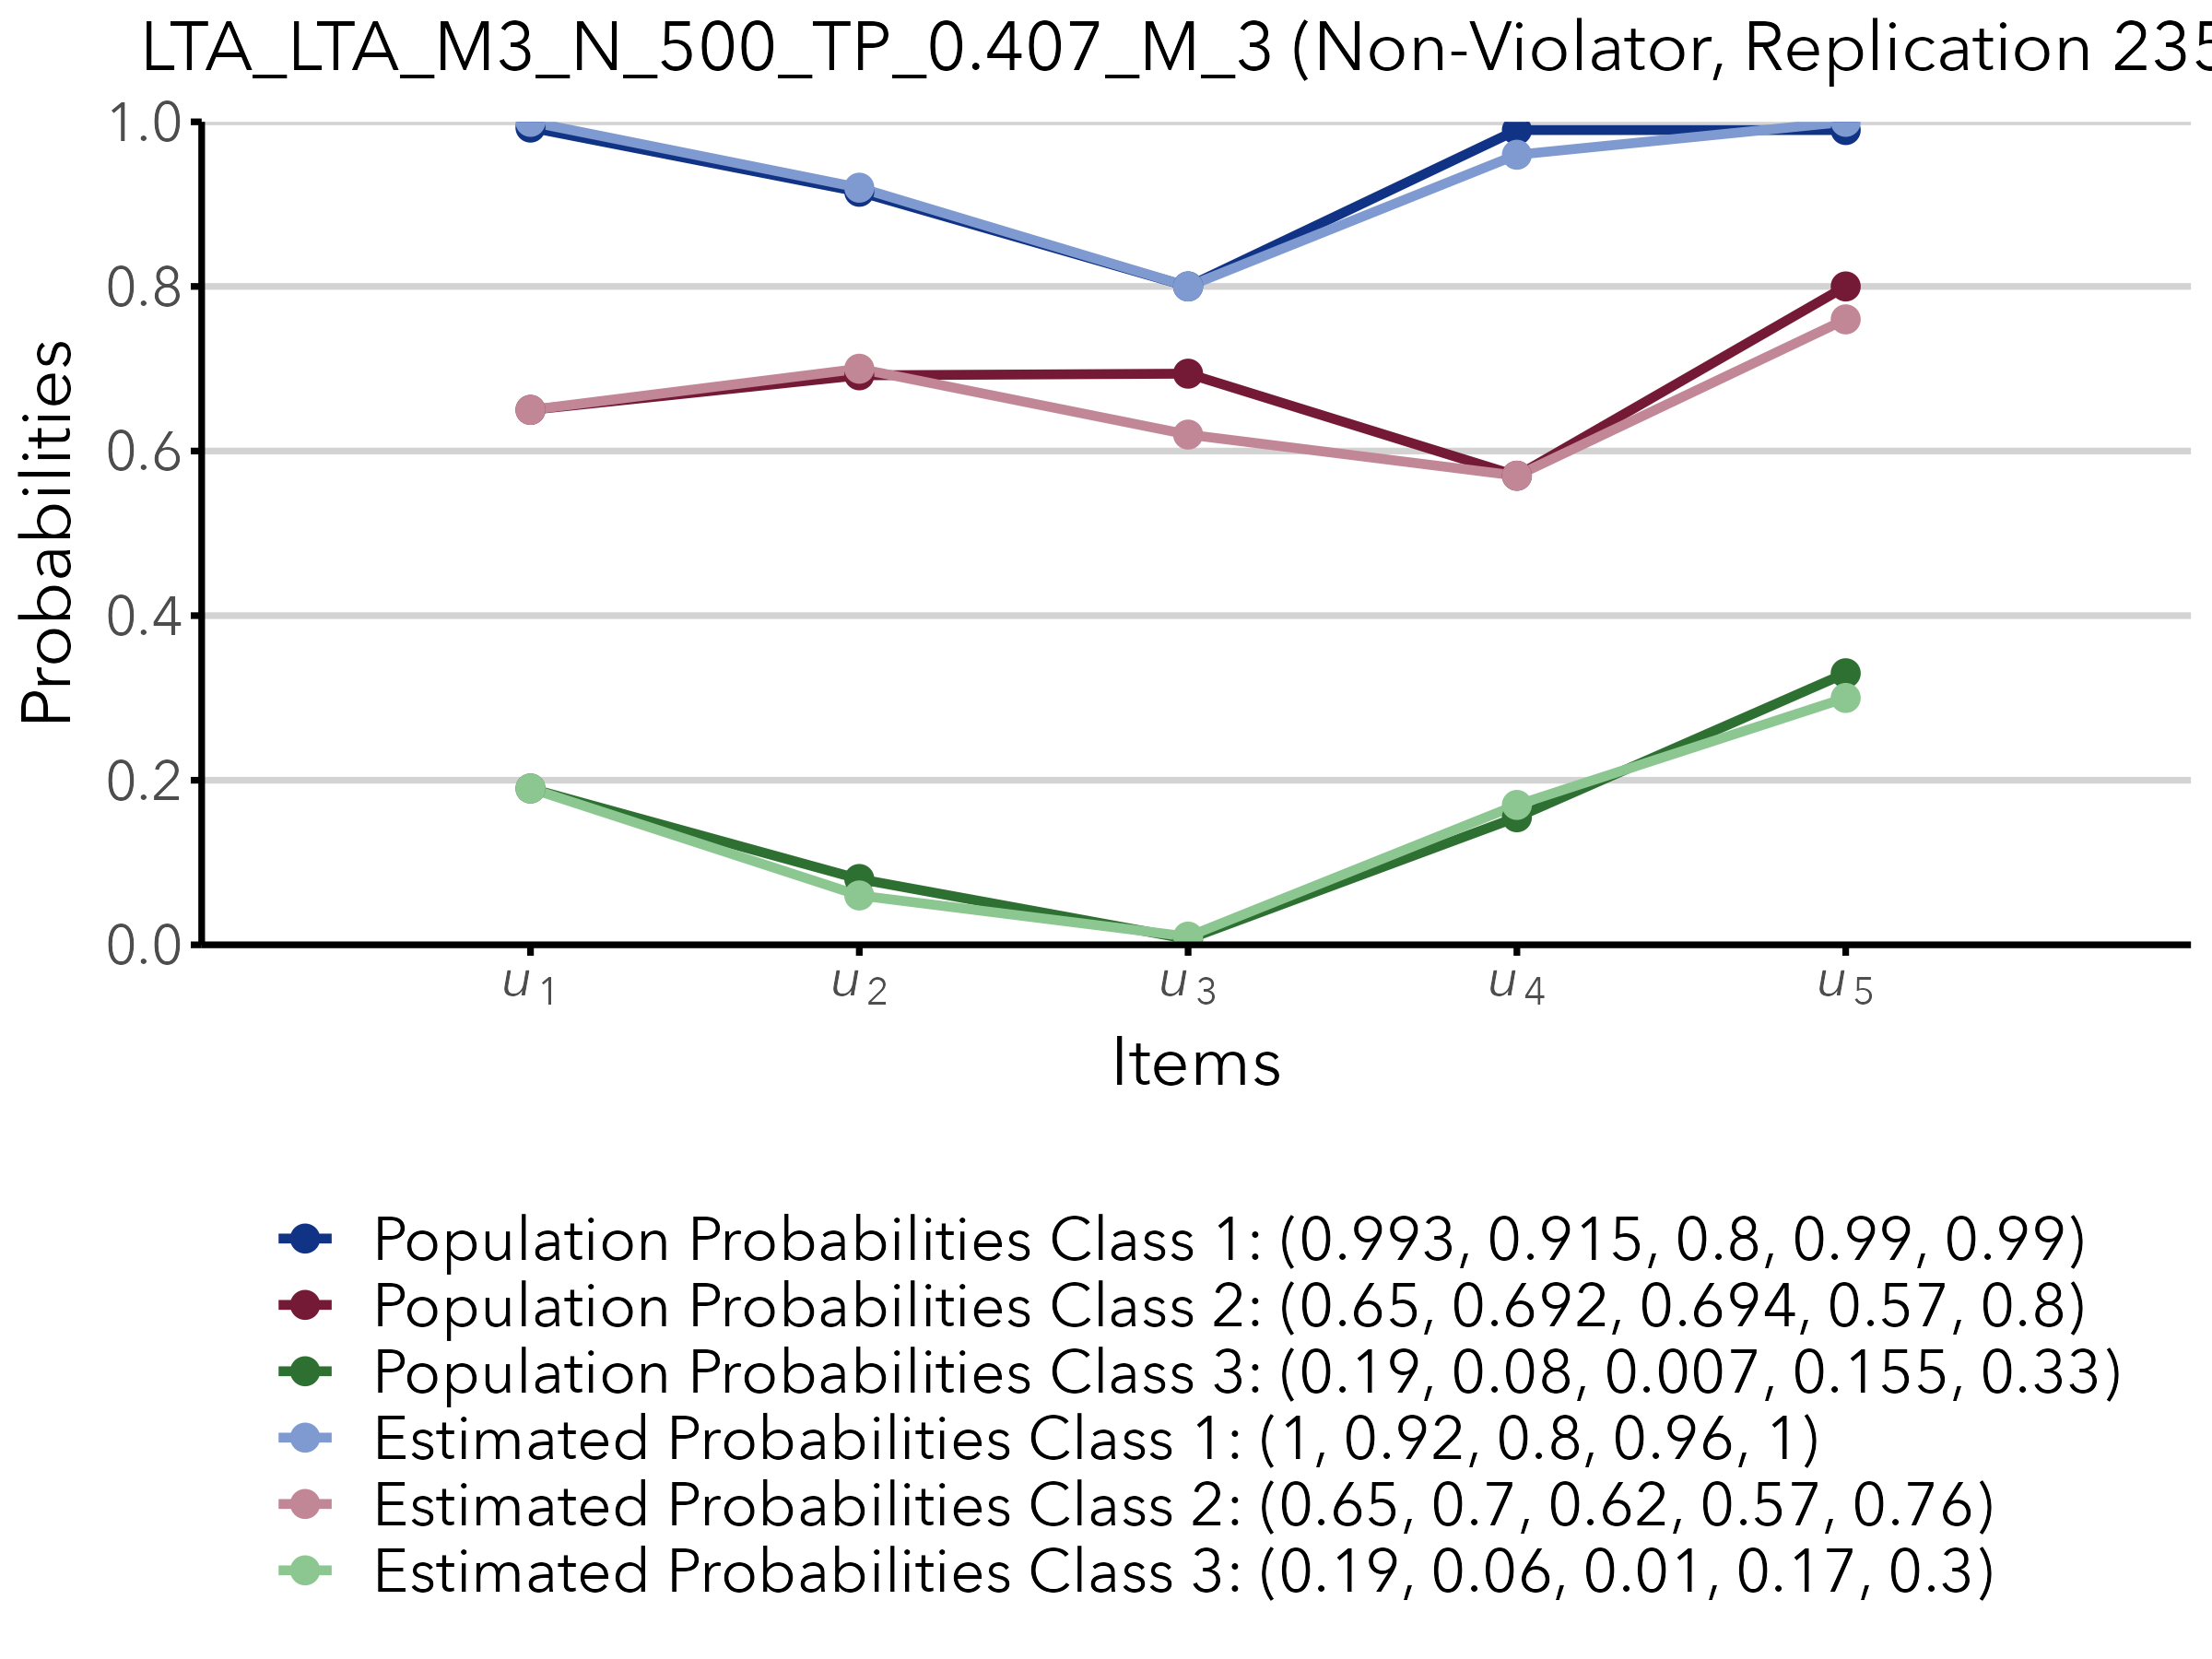 LTA_LTA_M3_N_500_TP_0.407_M_3 (Non-Violator, Replication 235
1.0
0.8
0.6
0.4
0.2
0.0
Probabilities
u1 u2 u3 u4 u5
Items
Population Probabilities Class 1: (0.993, 0.915, 0.8, 0.99, 0.99)
Population Probabilities Class 2: (0.65, 0.692, 0.694, 0.57, 0.8)
Population Probabilities Class 3: (0.19, 0.08, 0.007, 0.155, 0.33)
Estimated Probabilities Class 1: (1, 0.92, 0.8, 0.96, 1)
Estimated Probabilities Class 2: (0.65, 0.7, 0.62, 0.57, 0.76)
Estimated Probabilities Class 3: (0.19, 0.06, 0.01, 0.17, 0.3)